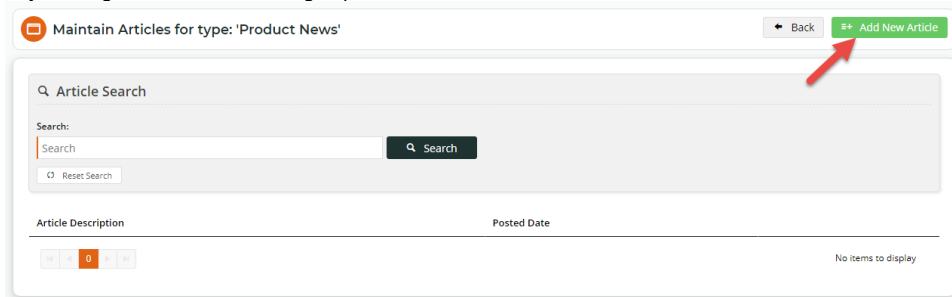 Maintain Articles for type: 'Product News'
Back
Add New Article
Article Search
Search:
Search
Search
Reset Search
Article Description Posted Date
0
No items to display